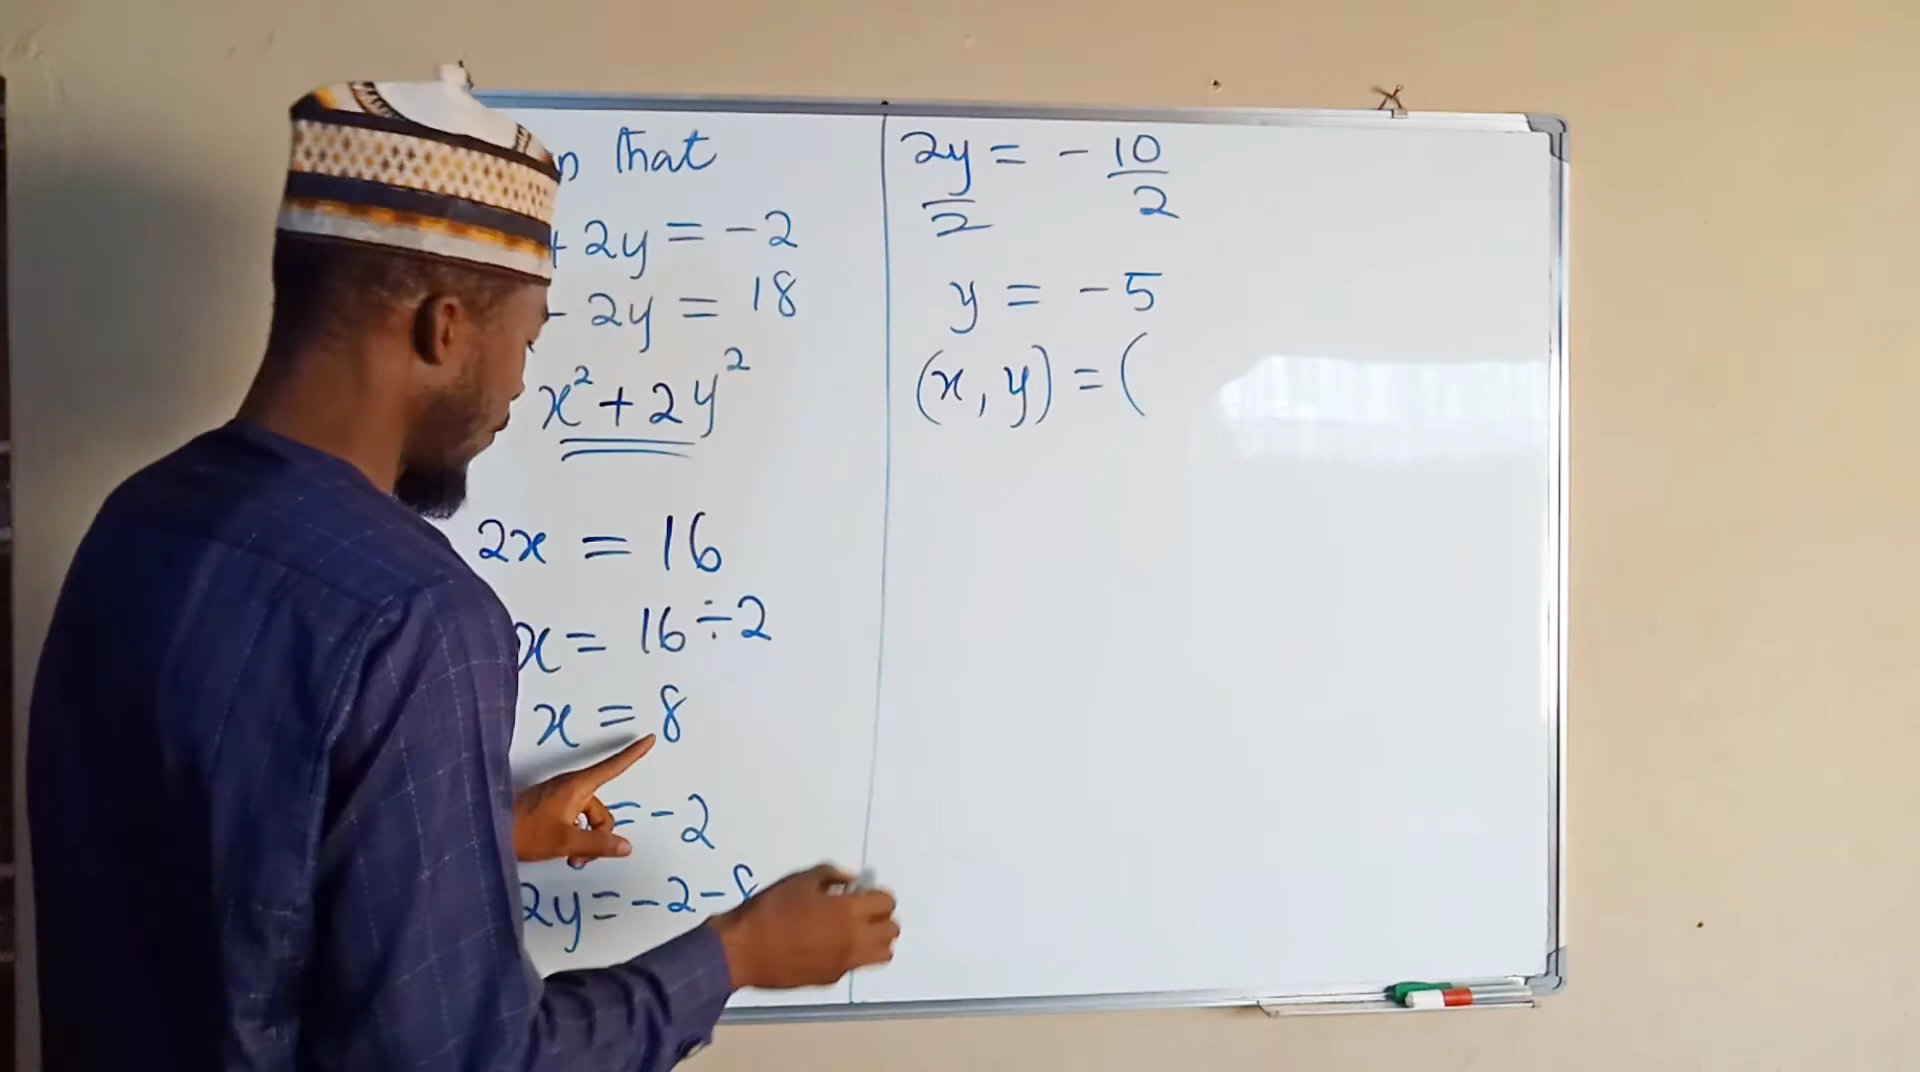 that
+ 2y = -2
- 2y = 18
x² + 2y²
2x = 16
x = 16 ÷ 2
x = 8
= -2
2y = -2 - 8
2y/2 = - 10/2
y = -5
(x, y) = (